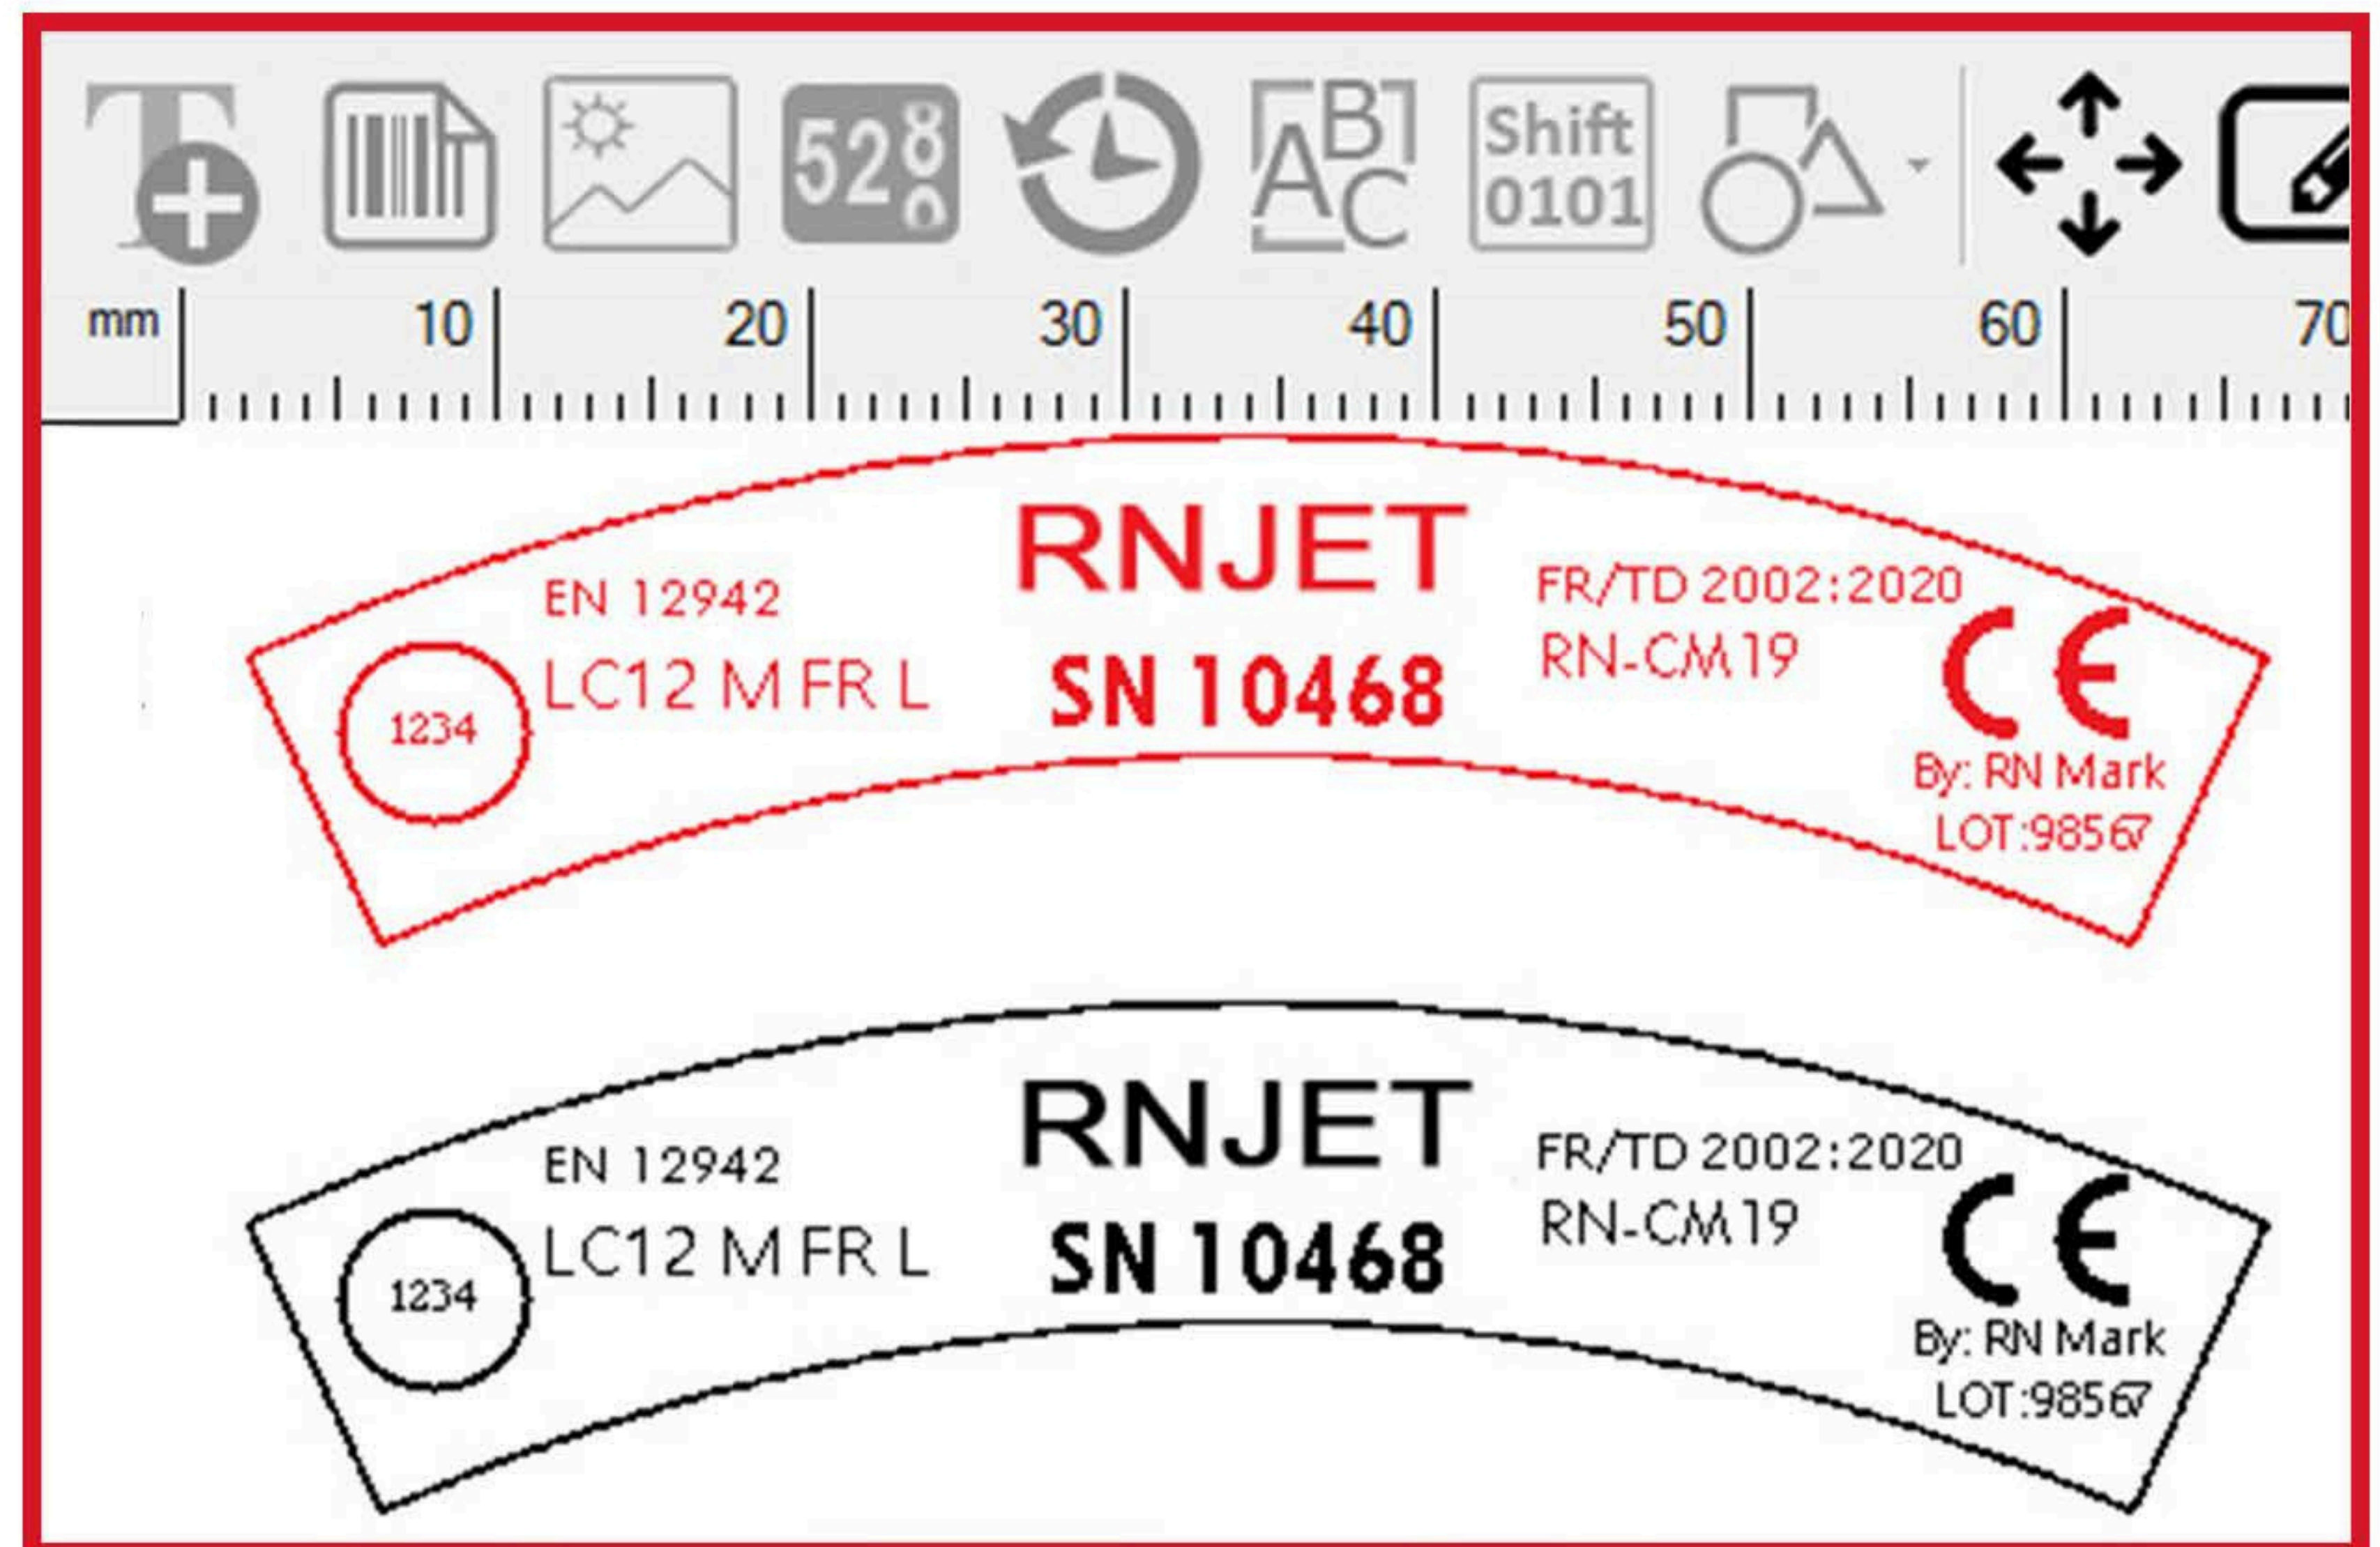 T
528
0
ABC
Shift
0101
mm 10 20 30 40 50 60 70
RNJET
EN 12942
FR/TD 2002:2020
LC12 M FR L
SN 10468
RN-CM19
CE
1234
By: RN Mark
LOT:98567
RNJET
EN 12942
FR/TD 2002:2020
LC12 M FR L
SN 10468
RN-CM19
CE
1234
By: RN Mark
LOT:98567